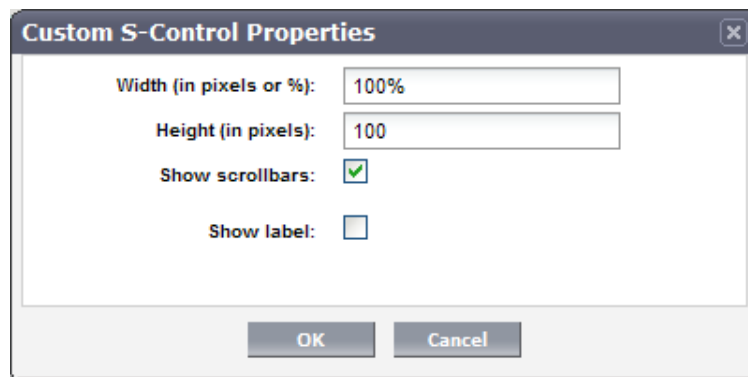 Custom S-Control Properties
Width (in pixels or %): 100%
Height (in pixels): 100
Show scrollbars:
Show label:
OK Cancel